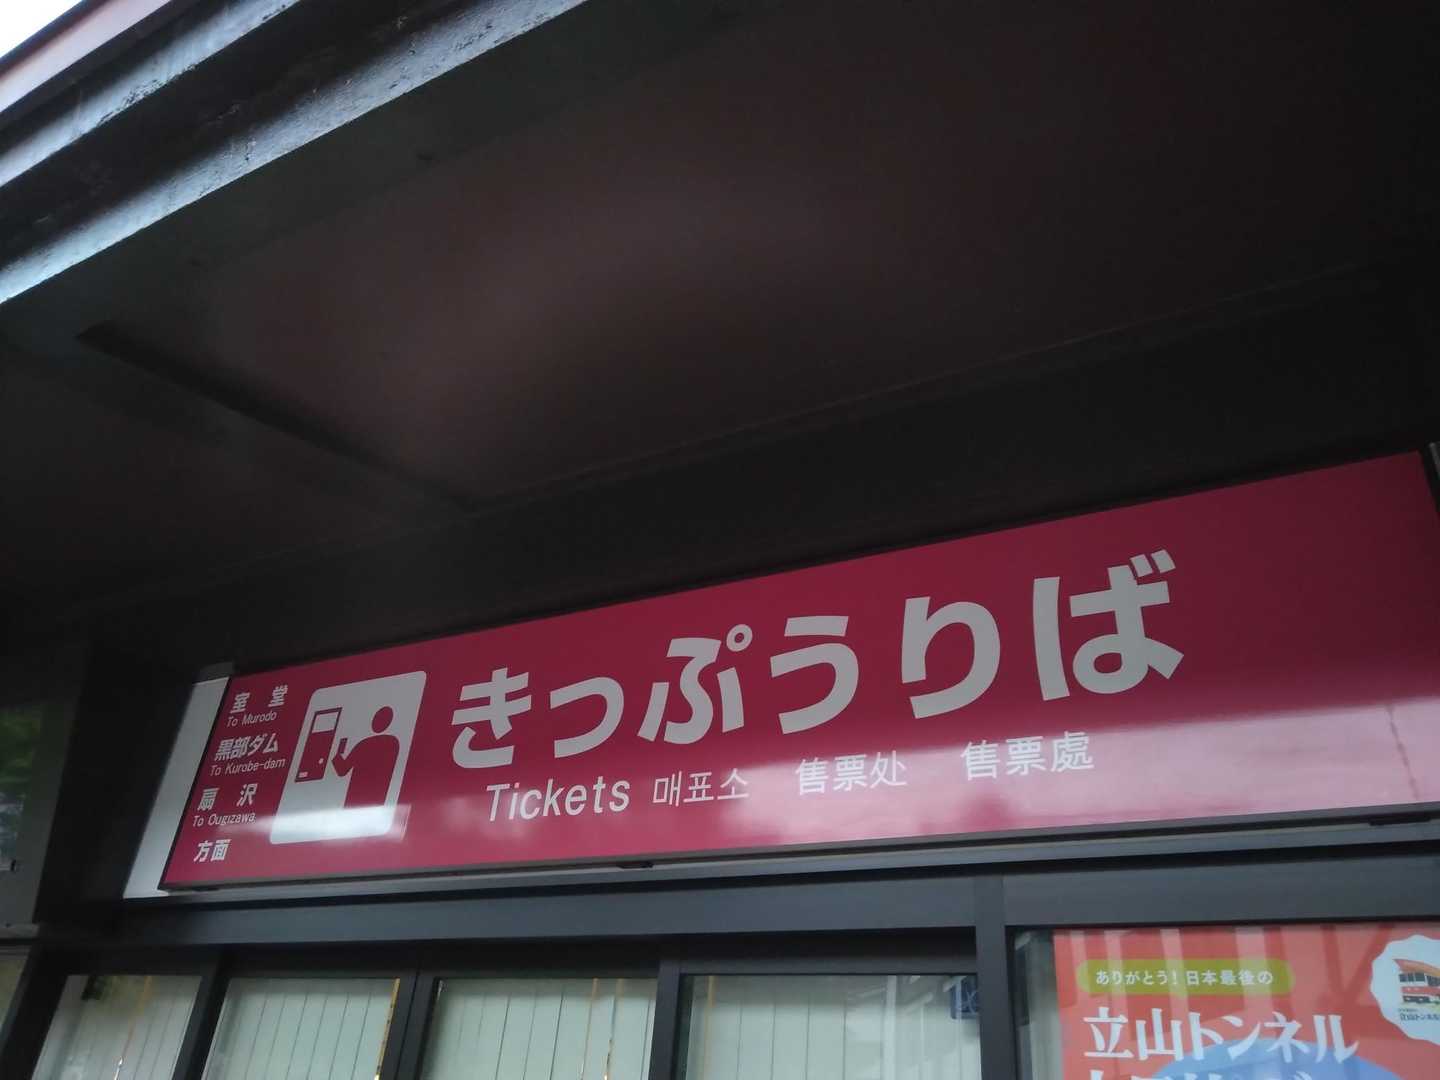 室堂
To Murodo
黒部ダム
To Kurobe-dam
扇沢
To Ougizawa
方面
きっぷうりば
Tickets 매표소 售票处 售票處
ありがとう!日本最後の
立山トンネル